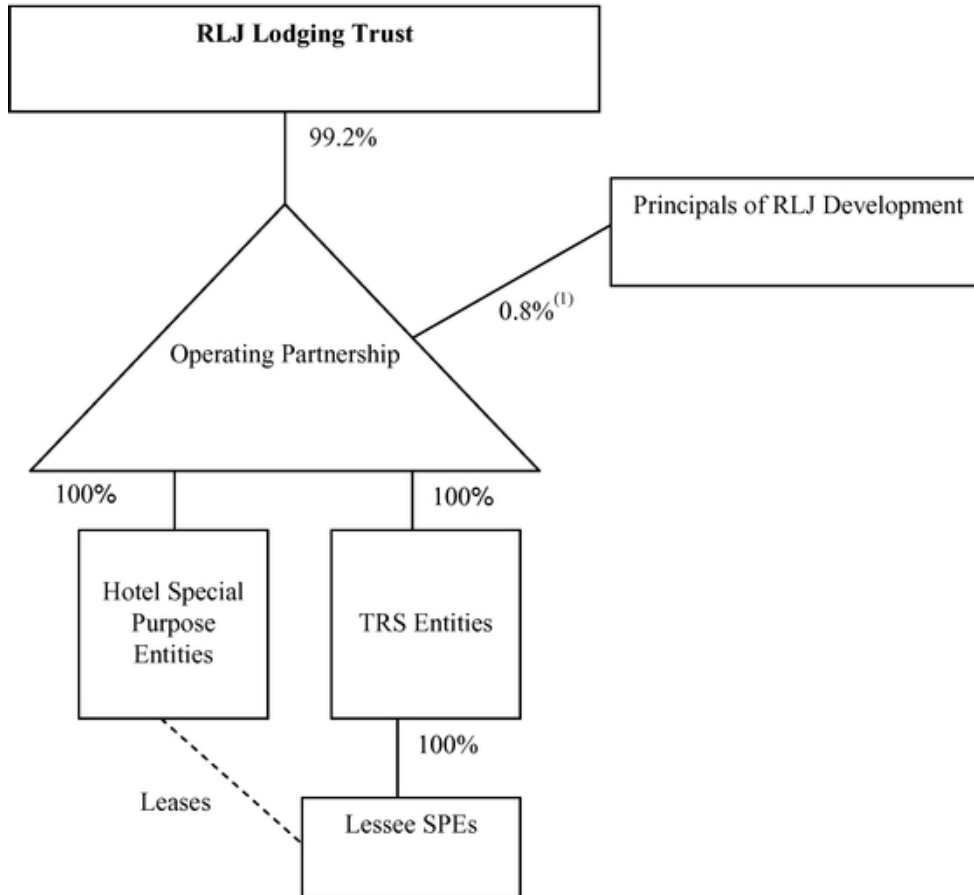 RLJ Lodging Trust
99.2%
Principals of RLJ Development
0.8%(1)
Operating Partnership
100%
100%
Hotel Special
Purpose
Entities
TRS Entities
100%
Leases
Lessee SPEs